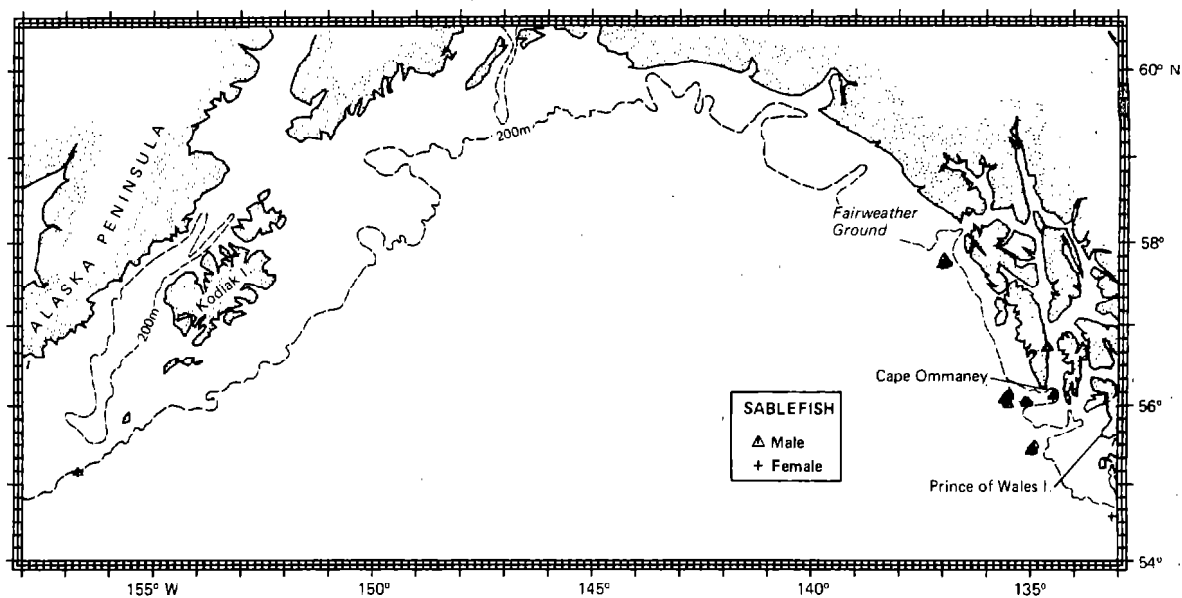 60° N
200m
ALASKA PENINSULA
Fairweather
Ground
58°
Kodiak I.
200m
Cape Ommaney
56°
SABLEFISH
Male
+ Female
Prince of Wales I.
54°
155° W
150°
145°
140°
135°